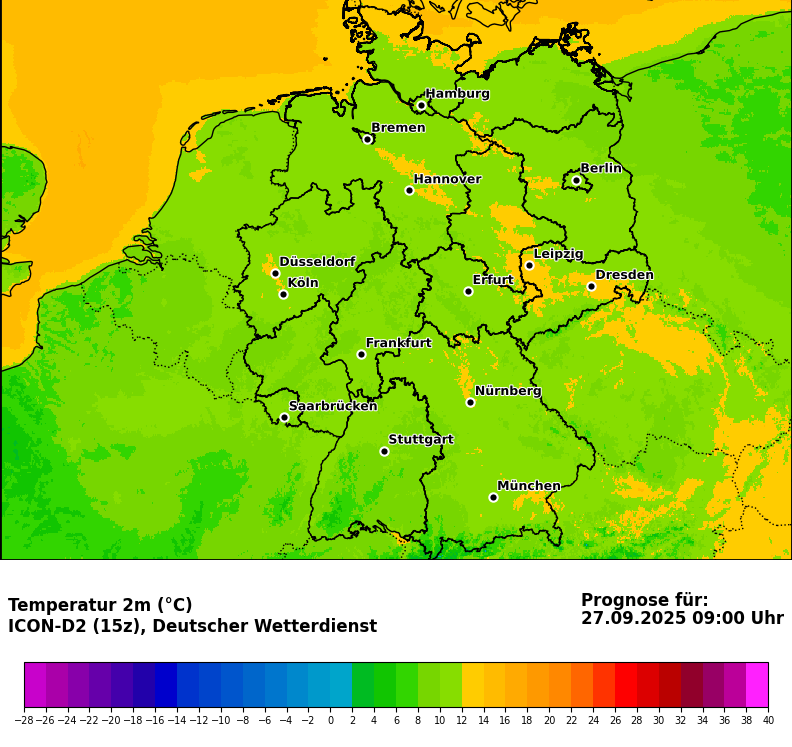 Hamburg
Bremen
Berlin
Hannover
Leipzig
Düsseldorf
Dresden
Köln
Erfurt
Frankfurt
Nürnberg
Saarbrücken
Stuttgart
München
Temperatur 2m (°C)
ICON-D2 (15z), Deutscher Wetterdienst
Prognose für:
27.09.2025 09:00 Uhr
−28 −26 −24 −22 −20 −18 −16 −14 −12 −10 −8 −6 −4 −2 0 2 4 6 8 10 12 14 16 18 20 22 24 26 28 30 32 34 36 38 40